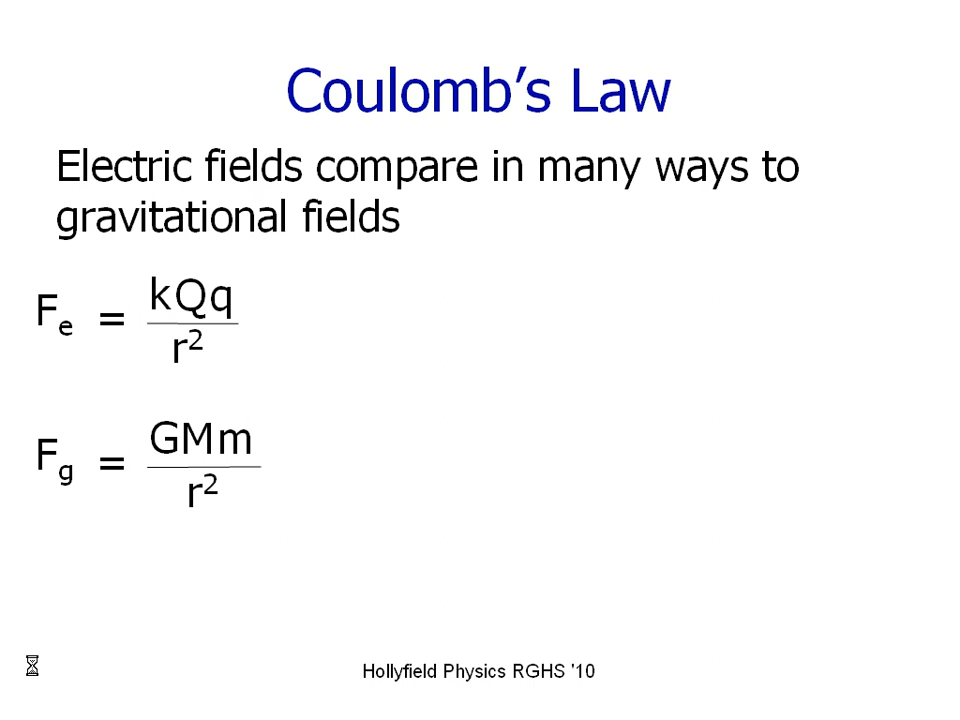 Coulomb’s Law
Electric fields compare in many ways to
gravitational fields
Fₑ = kQq
r²
F_g = GMm
r²
Hollyfield Physics RGHS '10